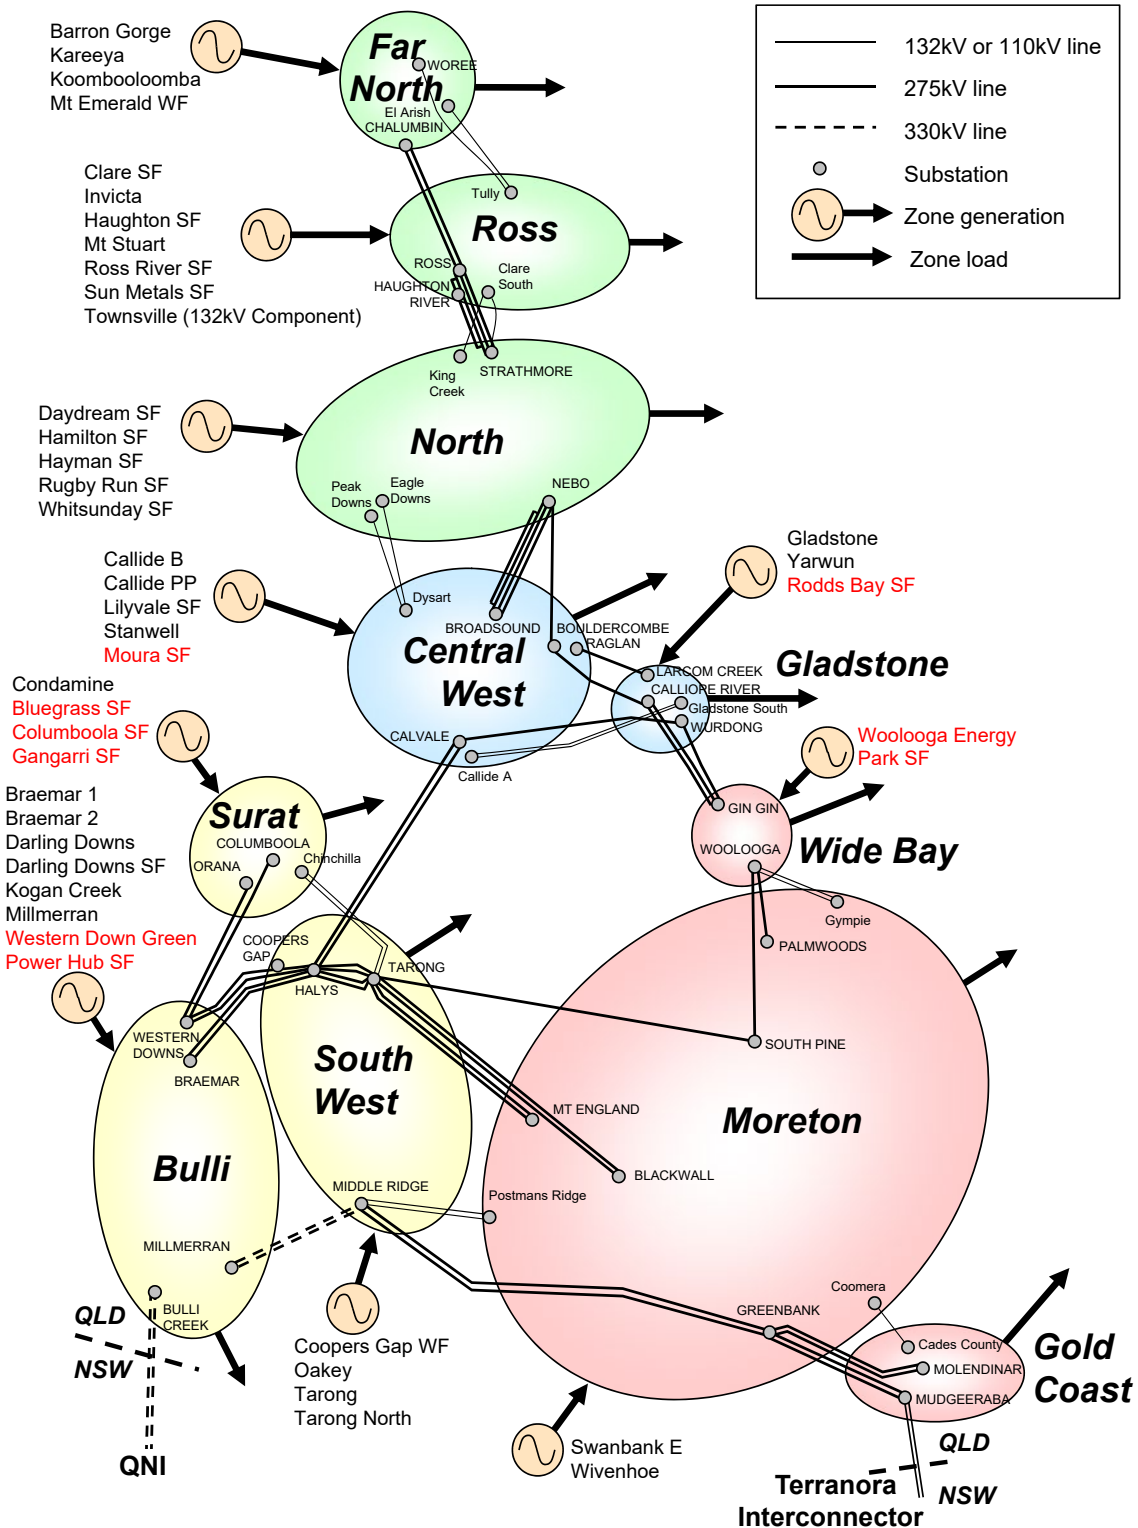 Barron Gorge
Kareeya
Koombooloomba
Mt Emerald WF
Far
North
WOREE
El Arish
CHALUMBIN
132kV or 110kV line
275kV line
330kV line
Substation
Zone generation
Zone load
Clare SF
Invicta
Haughton SF
Mt Stuart
Ross River SF
Sun Metals SF
Townsville (132kV Component)
Tully
Ross
ROSS
HAUGHTON
RIVER
Clare
South
King
Creek
STRATHMORE
Daydream SF
Hamilton SF
Hayman SF
Rugby Run SF
Whitsunday SF
North
Peak
Downs
Eagle
Downs
NEBO
Callide B
Callide PP
Lilyvale SF
Stanwell
Moura SF
Dysart
BROADSOUND
BOULDERCOMBE
RAGLAN
Central
West
CALVALE
Callide A
Gladstone
Yarwun
Rodds Bay SF
Gladstone
LARCOM CREEK
CALLIOPE RIVER
Gladstone South
WURDONG
Condamine
Bluegrass SF
Columboola SF
Gangarri SF
Surat
COLUMBOOLA
ORANA
Chinchilla
Woolooga Energy
Park SF
GIN GIN
WOOLOOGA
Wide Bay
Braemar 1
Braemar 2
Darling Downs
Darling Downs SF
Kogan Creek
Millmerran
Western Down Green
Power Hub SF
COOPERS
GAP
HALYS
TARONG
South
West
MIDDLE RIDGE
WESTERN
DOWNS
BRAEMAR
Bulli
MILLMERRAN
BULLI
CREEK
QLD
NSW
QNI
Gympie
PALMWOODS
SOUTH PINE
MT ENGLAND
Moreton
BLACKWALL
Postmans Ridge
GREENBANK
Coomera
Coopers Gap WF
Oakey
Tarong
Tarong North
Swanbank E
Wivenhoe
Cades County
MOLENDINAR
MUDGEERABA
Gold
Coast
QLD
NSW
Terranora
Interconnector